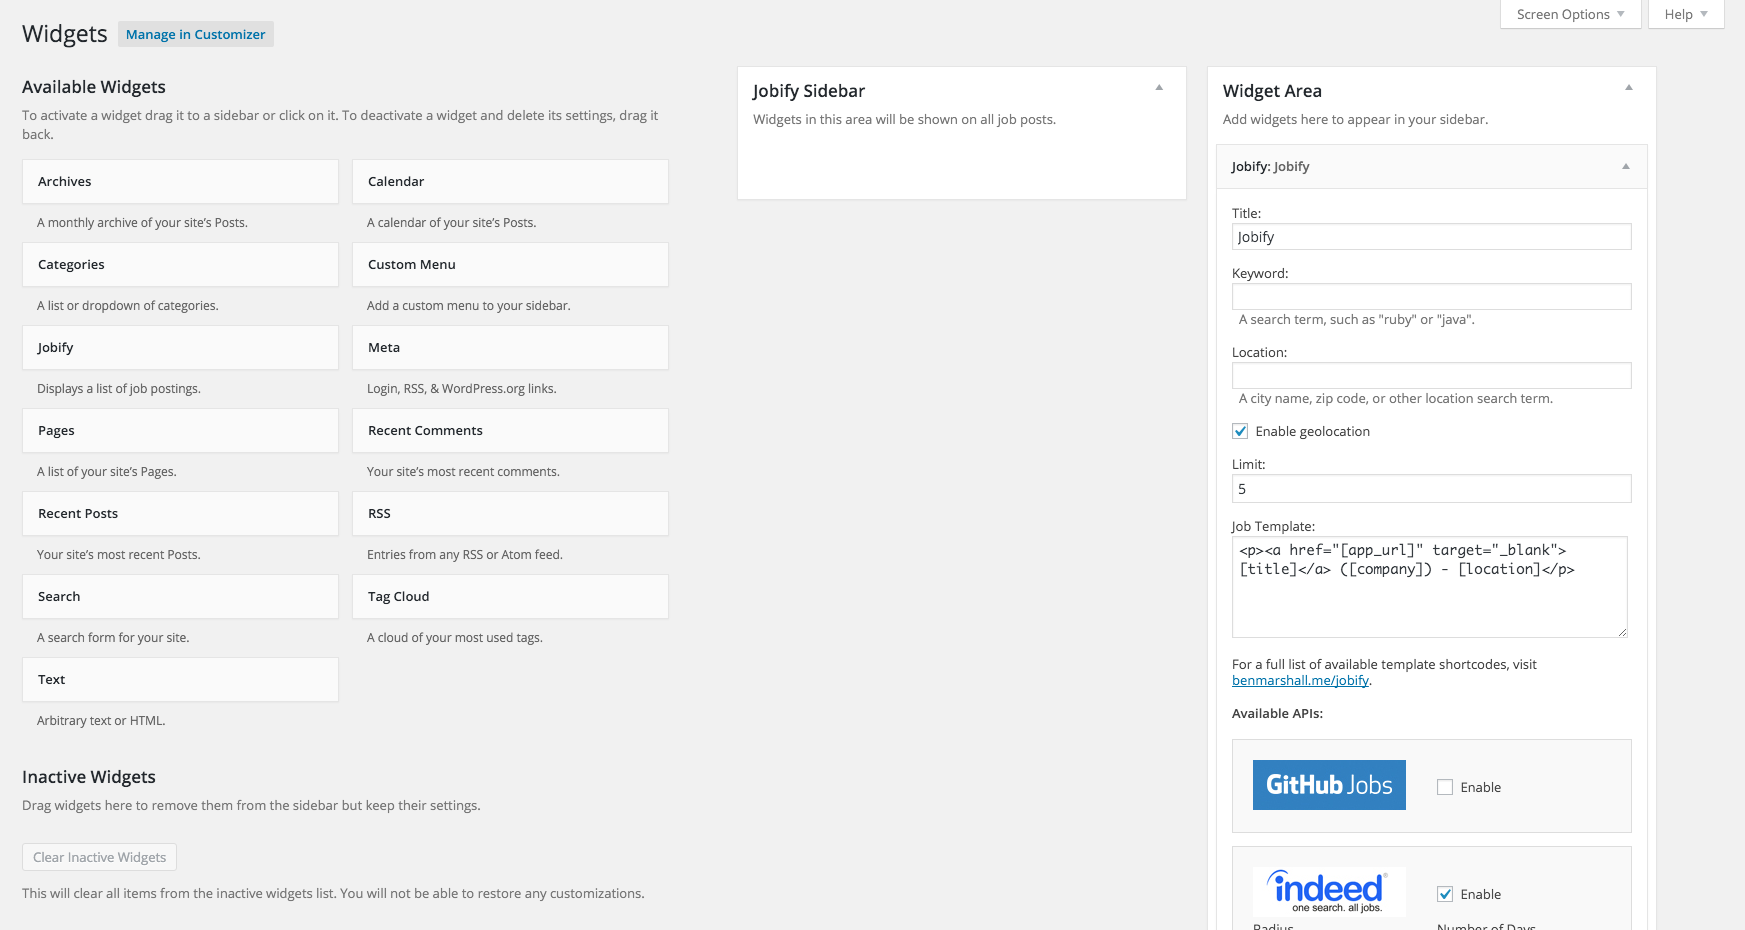 Widgets Manage in Customizer
Screen Options Help
Available Widgets
To activate a widget drag it to a sidebar or click on it. To deactivate a widget and delete its settings, drag it
back.
Archives
A monthly archive of your site’s Posts.
Calendar
A calendar of your site’s Posts.
Categories
A list or dropdown of categories.
Custom Menu
Add a custom menu to your sidebar.
Jobify
Displays a list of job postings.
Meta
Login, RSS, & WordPress.org links.
Pages
A list of your site’s Pages.
Recent Comments
Your site’s most recent comments.
Recent Posts
Your site’s most recent Posts.
RSS
Entries from any RSS or Atom feed.
Search
A search form for your site.
Tag Cloud
A cloud of your most used tags.
Text
Arbitrary text or HTML.
Inactive Widgets
Drag widgets here to remove them from the sidebar but keep their settings.
Clear Inactive Widgets
This will clear all items from the inactive widgets list. You will not be able to restore any customizations.
Jobify Sidebar
Widgets in this area will be shown on all job posts.
Widget Area
Add widgets here to appear in your sidebar.
Jobify: Jobify
Title:
Jobify
Keyword:
A search term, such as "ruby" or "java".
Location:
A city name, zip code, or other location search term.
Enable geolocation
Limit:
5
Job Template:
<p><a href="[app_url]" target="_blank">
[title]</a> ([company]) - [location]</p>
For a full list of available template shortcodes, visit
benmarshall.me/jobify.
Available APIs:
GitHub Jobs
Enable
indeed
one search. all jobs.
Enable
Radius
Number of Days